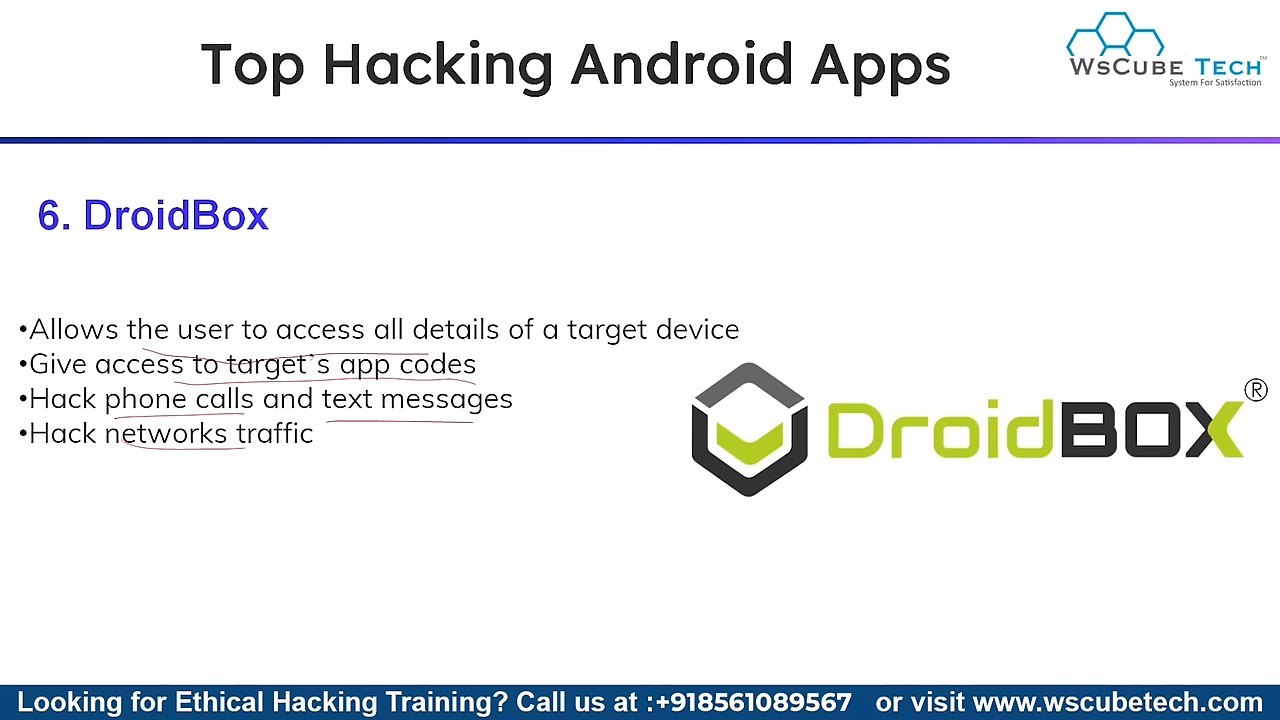 Top Hacking Android Apps
WsCube Tech™
System For Satisfaction
6. DroidBox
•Allows the user to access all details of a target device
•Give access to target’s app codes
•Hack phone calls and text messages
•Hack networks traffic
DroidBOX®
Looking for Ethical Hacking Training? Call us at :+918561089567 or visit www.wscubetech.com